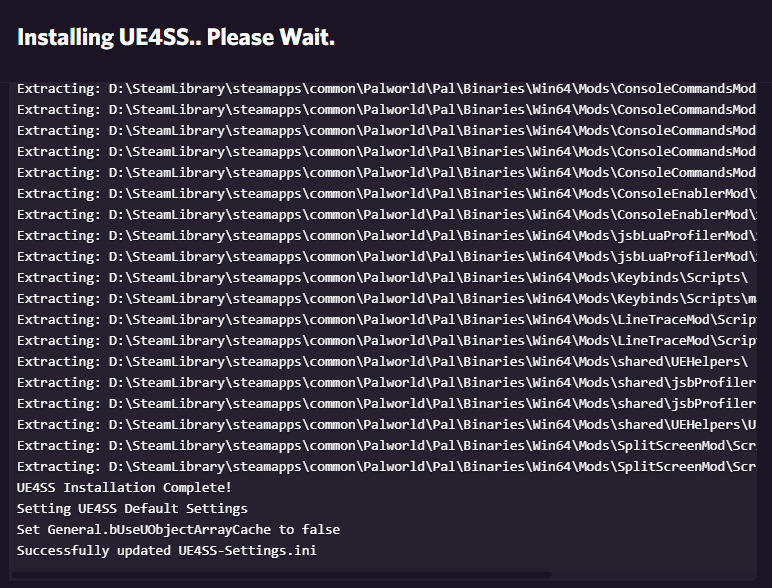 Installing UE4SS.. Please Wait.
Extracting: D:\SteamLibrary\steamapps\common\Palworld\Pal\Binaries\Win64\Mods\ConsoleCommandsMod
Extracting: D:\SteamLibrary\steamapps\common\Palworld\Pal\Binaries\Win64\Mods\ConsoleCommandsMod
Extracting: D:\SteamLibrary\steamapps\common\Palworld\Pal\Binaries\Win64\Mods\ConsoleCommandsMod
Extracting: D:\SteamLibrary\steamapps\common\Palworld\Pal\Binaries\Win64\Mods\ConsoleCommandsMod
Extracting: D:\SteamLibrary\steamapps\common\Palworld\Pal\Binaries\Win64\Mods\ConsoleCommandsMod
Extracting: D:\SteamLibrary\steamapps\common\Palworld\Pal\Binaries\Win64\Mods\ConsoleEnablerMod\S
Extracting: D:\SteamLibrary\steamapps\common\Palworld\Pal\Binaries\Win64\Mods\ConsoleEnablerMod\S
Extracting: D:\SteamLibrary\steamapps\common\Palworld\Pal\Binaries\Win64\Mods\jsbLuaProfilerMod\S
Extracting: D:\SteamLibrary\steamapps\common\Palworld\Pal\Binaries\Win64\Mods\jsbLuaProfilerMod\S
Extracting: D:\SteamLibrary\steamapps\common\Palworld\Pal\Binaries\Win64\Mods\Keybinds\Scripts\
Extracting: D:\SteamLibrary\steamapps\common\Palworld\Pal\Binaries\Win64\Mods\Keybinds\Scripts\ma
Extracting: D:\SteamLibrary\steamapps\common\Palworld\Pal\Binaries\Win64\Mods\LineTraceMod\Scrip
Extracting: D:\SteamLibrary\steamapps\common\Palworld\Pal\Binaries\Win64\Mods\LineTraceMod\Scrip
Extracting: D:\SteamLibrary\steamapps\common\Palworld\Pal\Binaries\Win64\Mods\shared\UEHelpers\
Extracting: D:\SteamLibrary\steamapps\common\Palworld\Pal\Binaries\Win64\Mods\shared\jsbProfiler
Extracting: D:\SteamLibrary\steamapps\common\Palworld\Pal\Binaries\Win64\Mods\shared\jsbProfiler
Extracting: D:\SteamLibrary\steamapps\common\Palworld\Pal\Binaries\Win64\Mods\shared\UEHelpers\U
Extracting: D:\SteamLibrary\steamapps\common\Palworld\Pal\Binaries\Win64\Mods\SplitScreenMod\Scr
Extracting: D:\SteamLibrary\steamapps\common\Palworld\Pal\Binaries\Win64\Mods\SplitScreenMod\Scr
UE4SS Installation Complete!
Setting UE4SS Default Settings
Set General.bUseUObjectArrayCache to false
Successfully updated UE4SS-Settings.ini